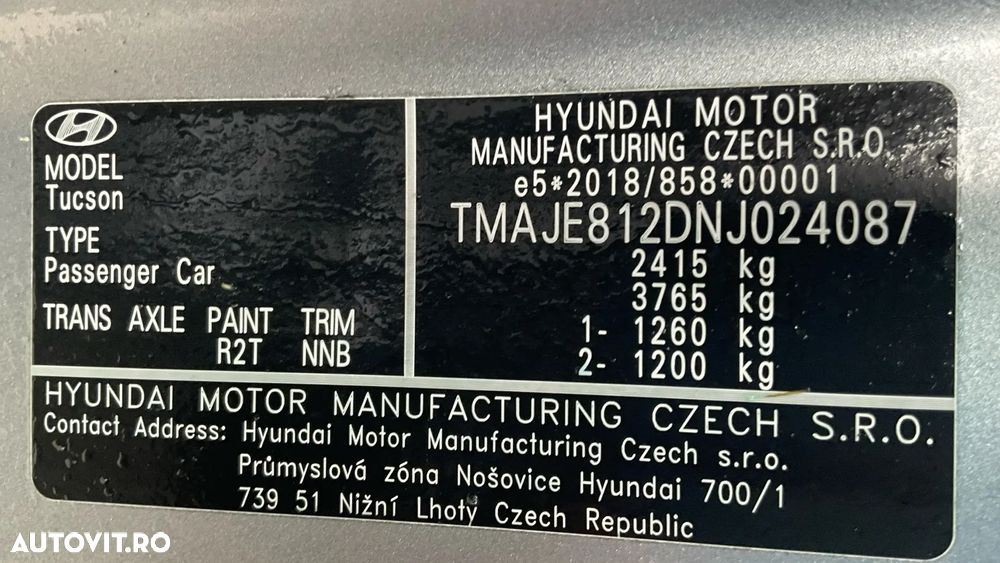 MODEL
Tucson
TYPE
Passenger Car
TRANS AXLE PAINT TRIM
R2T NNB
HYUNDAI MOTOR
MANUFACTURING CZECH S.R.O.
e5*2018/858*00001
TMAJE812DNJ024087
2415 kg
3765 kg
1- 1260 kg
2- 1200 kg
HYUNDAI MOTOR MANUFACTURING CZECH S.R.O.
Contact Address: Hyundai Motor Manufacturing Czech s.r.o.
Průmyslová zóna Nošovice Hyundai 700/1
739 51 Nižní Lhoty Czech Republic
AUTOVIT.RO